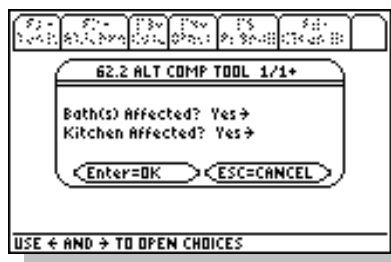 62.2 ALT COMP TOOL 1/1+
Bath(s) Affected? Yes→
Kitchen Affected? Yes→
Enter=OK ESC=CANCEL
USE ← AND → TO OPEN CHOICES